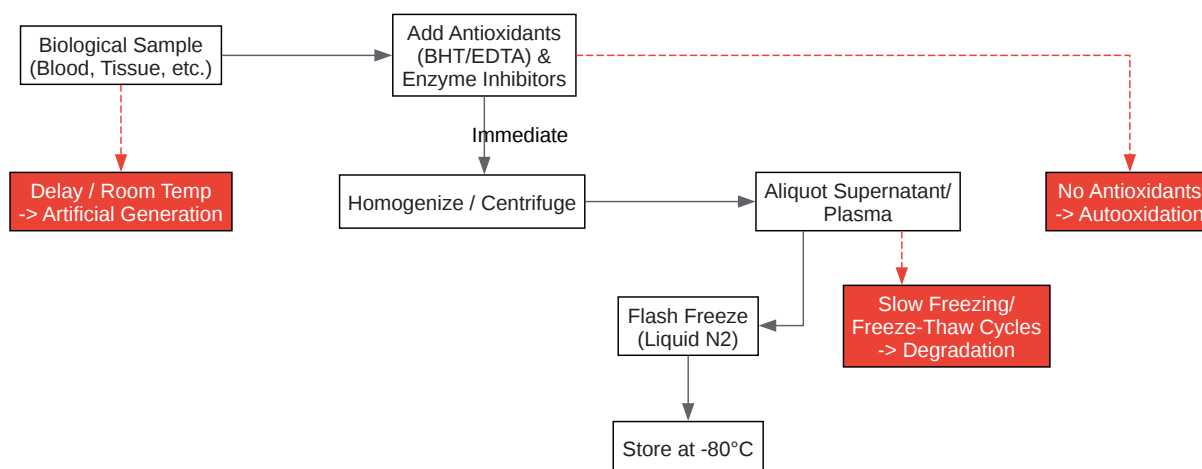 Biological Sample
(Blood, Tissue, etc.)
Add Antioxidants
(BHT/EDTA) &
Enzyme Inhibitors
Immediate
Delay / Room Temp
-> Artificial Generation
Homogenize / Centrifuge
Aliquot Supernatant/
Plasma
No Antioxidants
-> Autooxidation
Flash Freeze
(Liquid N2)
Slow Freezing/
Freeze-Thaw Cycles
-> Degradation
Store at -80°C